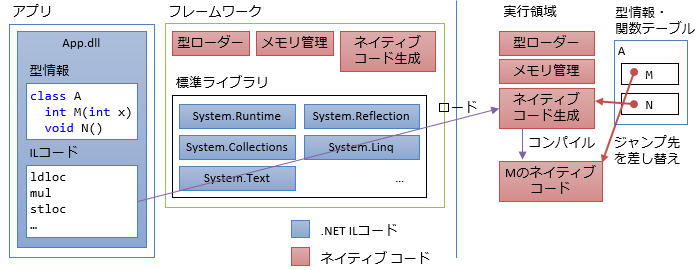 アプリ
App.dll
型情報
class A
int M(int x)
void N()
ILコード
ldloc
mul
stloc
…
フレームワーク
型ローダー
メモリ管理
ネイティブ
コード生成
標準ライブラリ
System.Runtime
System.Reflection
System.Collections
System.Linq
System.Text
…
.NET ILコード
ネイティブ コード
ロード
実行領域
型ローダー
メモリ管理
ネイティブ
コード生成
コンパイル
Mのネイティブ
コード
型情報・
関数テーブル
A
M
N
ジャンプ先
を差し替え